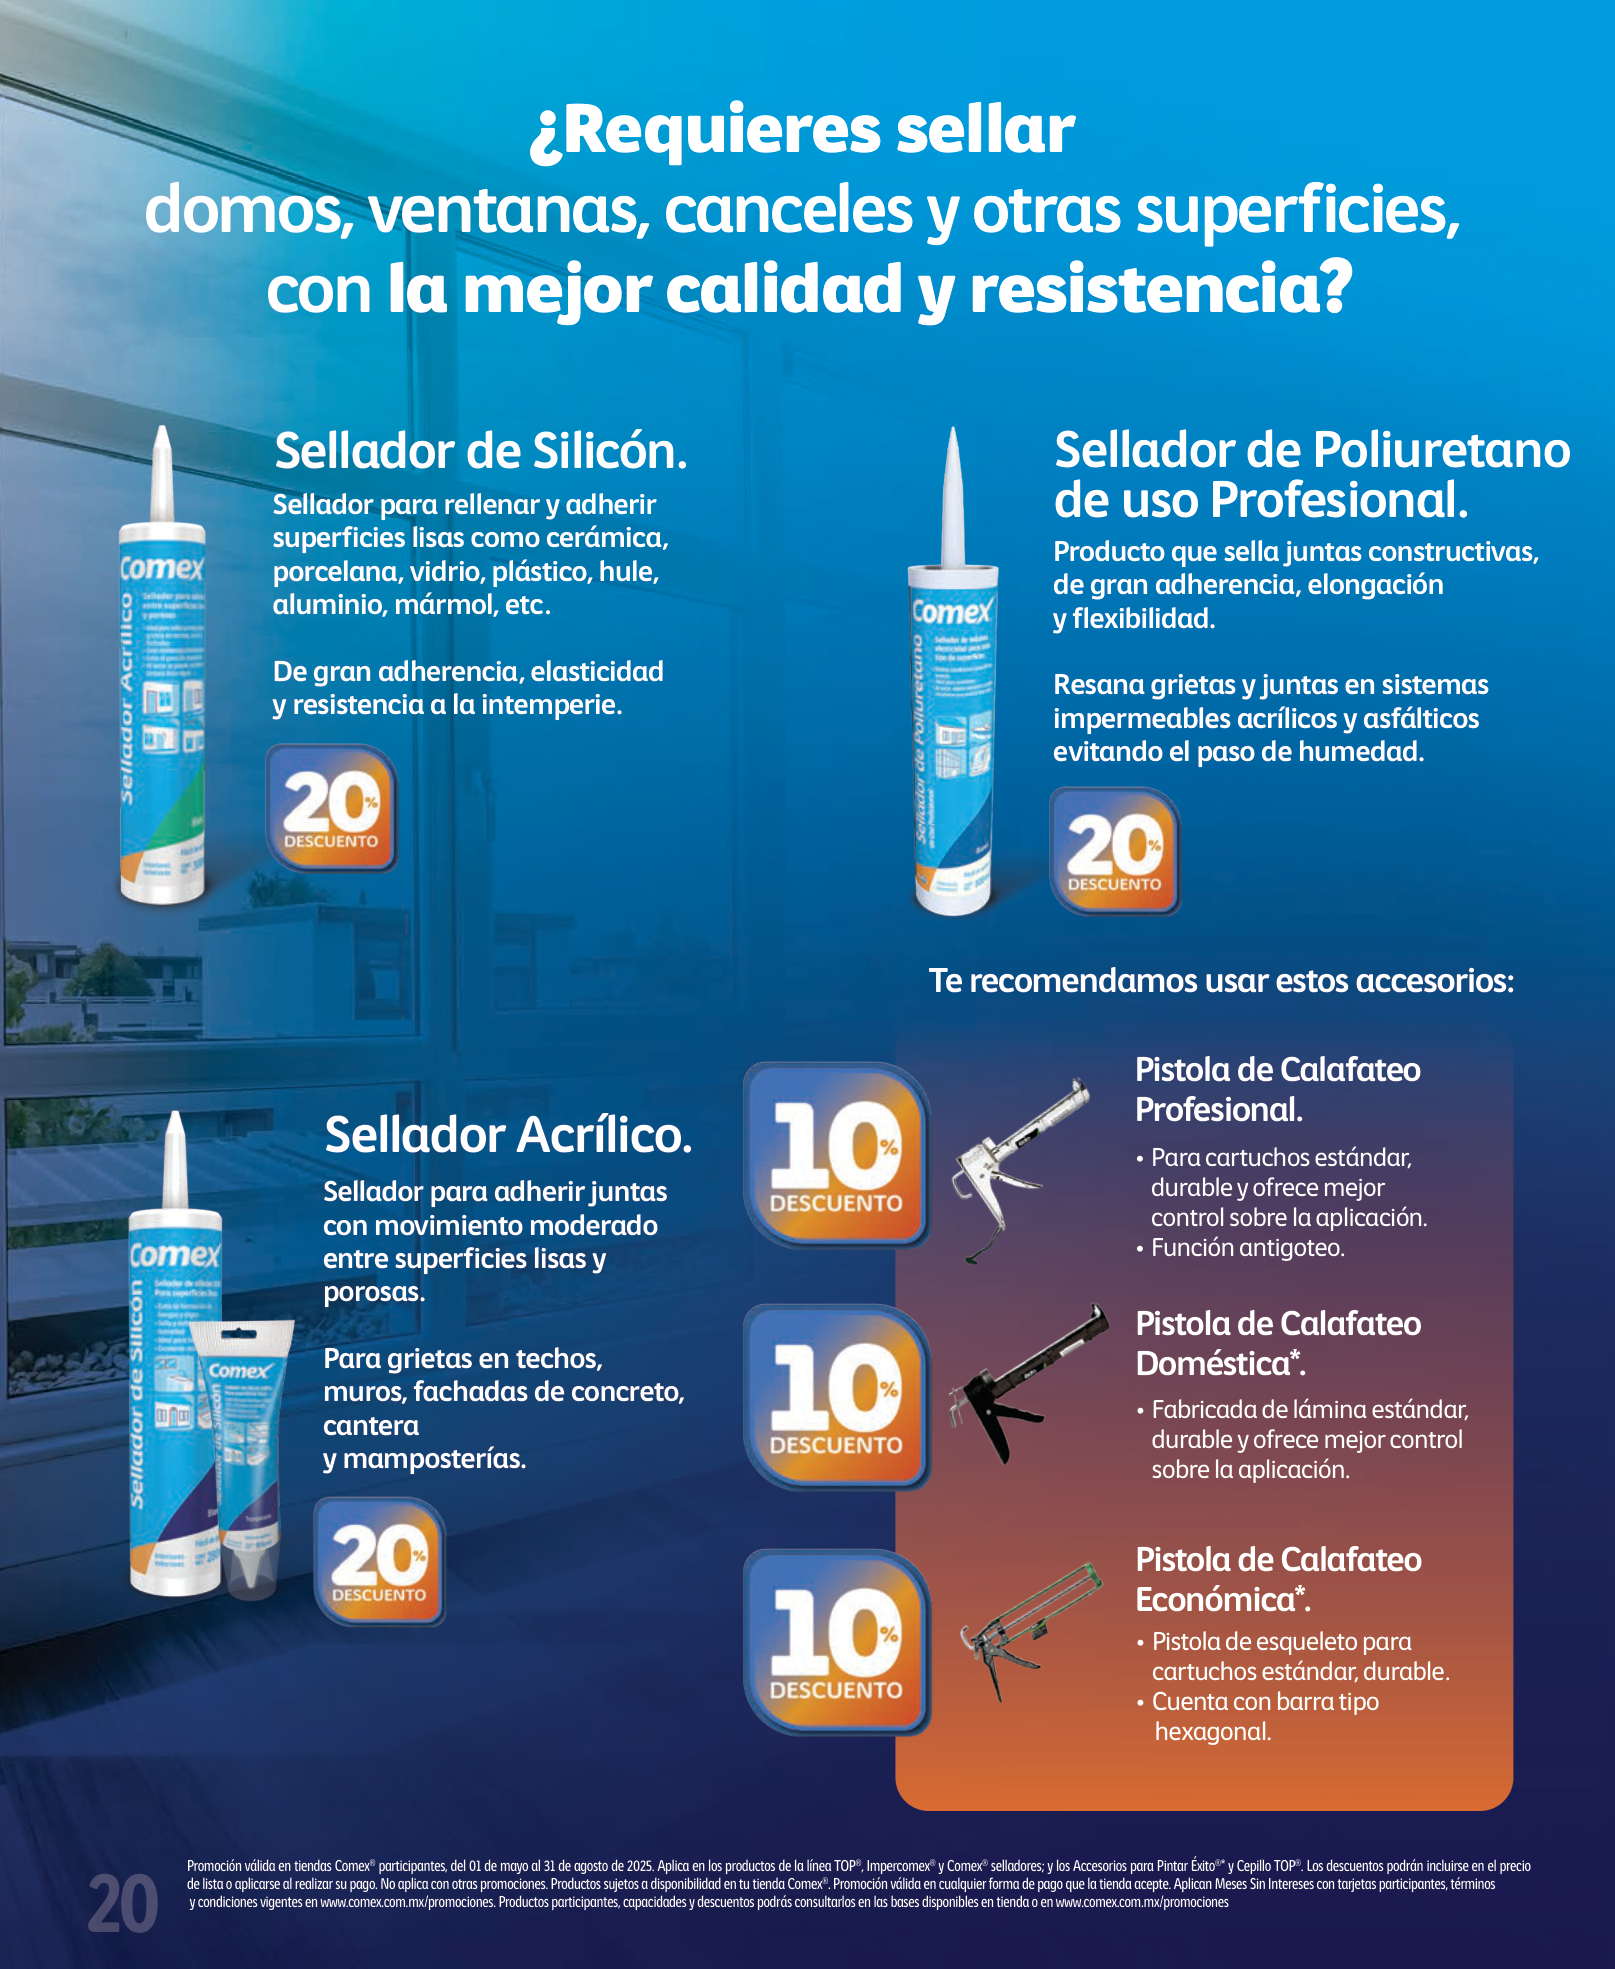 ¿Requieres sellar
domos, ventanas, canceles y otras superficies,
con la mejor calidad y resistencia?
Comex
Sellador Acrílico
Sellador de Silicón.
Sellador para rellenar y adherir
superficies lisas como cerámica,
porcelana, vidrio, plástico, hule,
aluminio, mármol, etc.
De gran adherencia, elasticidad
y resistencia a la intemperie.
20%
DESCUENTO
Comex
Sellador de Poliuretano
de Uso Profesional
Sellador de Poliuretano
de uso Profesional.
Producto que sella juntas constructivas,
de gran adherencia, elongación
y flexibilidad.
Resana grietas y juntas en sistemas
impermeables acrílicos y asfálticos
evitando el paso de humedad.
20%
DESCUENTO
Comex
Sellador de Silicón
Comex
Sellador de Silicón
Transparente
Sellador Acrílico.
Sellador para adherir juntas
con movimiento moderado
entre superficies lisas y
porosas.
Para grietas en techos,
muros, fachadas de concreto,
cantera
y mamposterías.
20%
DESCUENTO
Te recomendamos usar estos accesorios:
10%
DESCUENTO
Pistola de Calafateo
Profesional.
• Para cartuchos estándar,
durable y ofrece mejor
control sobre la aplicación.
• Función antigoteo.
10%
DESCUENTO
Pistola de Calafateo
Doméstica*.
• Fabricada de lámina estándar,
durable y ofrece mejor control
sobre la aplicación.
10%
DESCUENTO
Pistola de Calafateo
Económica*.
• Pistola de esqueleto para
cartuchos estándar, durable.
• Cuenta con barra tipo
hexagonal.
20
Promoción válida en tiendas Comex® participantes, del 01 de mayo al 31 de agosto de 2025. Aplica en los productos de la línea TOP®, Impercomex® y Comex® selladores; y los Accesorios para Pintar Éxito®* y Cepillo TOP®. Los descuentos podrán incluirse en el precio
de lista o aplicarse al realizar su pago. No aplica con otras promociones. Productos sujetos a disponibilidad en tu tienda Comex®. Promoción válida en cualquier forma de pago que la tienda acepte. Aplican Meses Sin Intereses con tarjetas participantes, términos
y condiciones vigentes en www.comex.com.mx/promociones. Productos participantes, capacidades y descuentos podrás consultarlos en las bases disponibles en tienda o en www.comex.com.mx/promociones